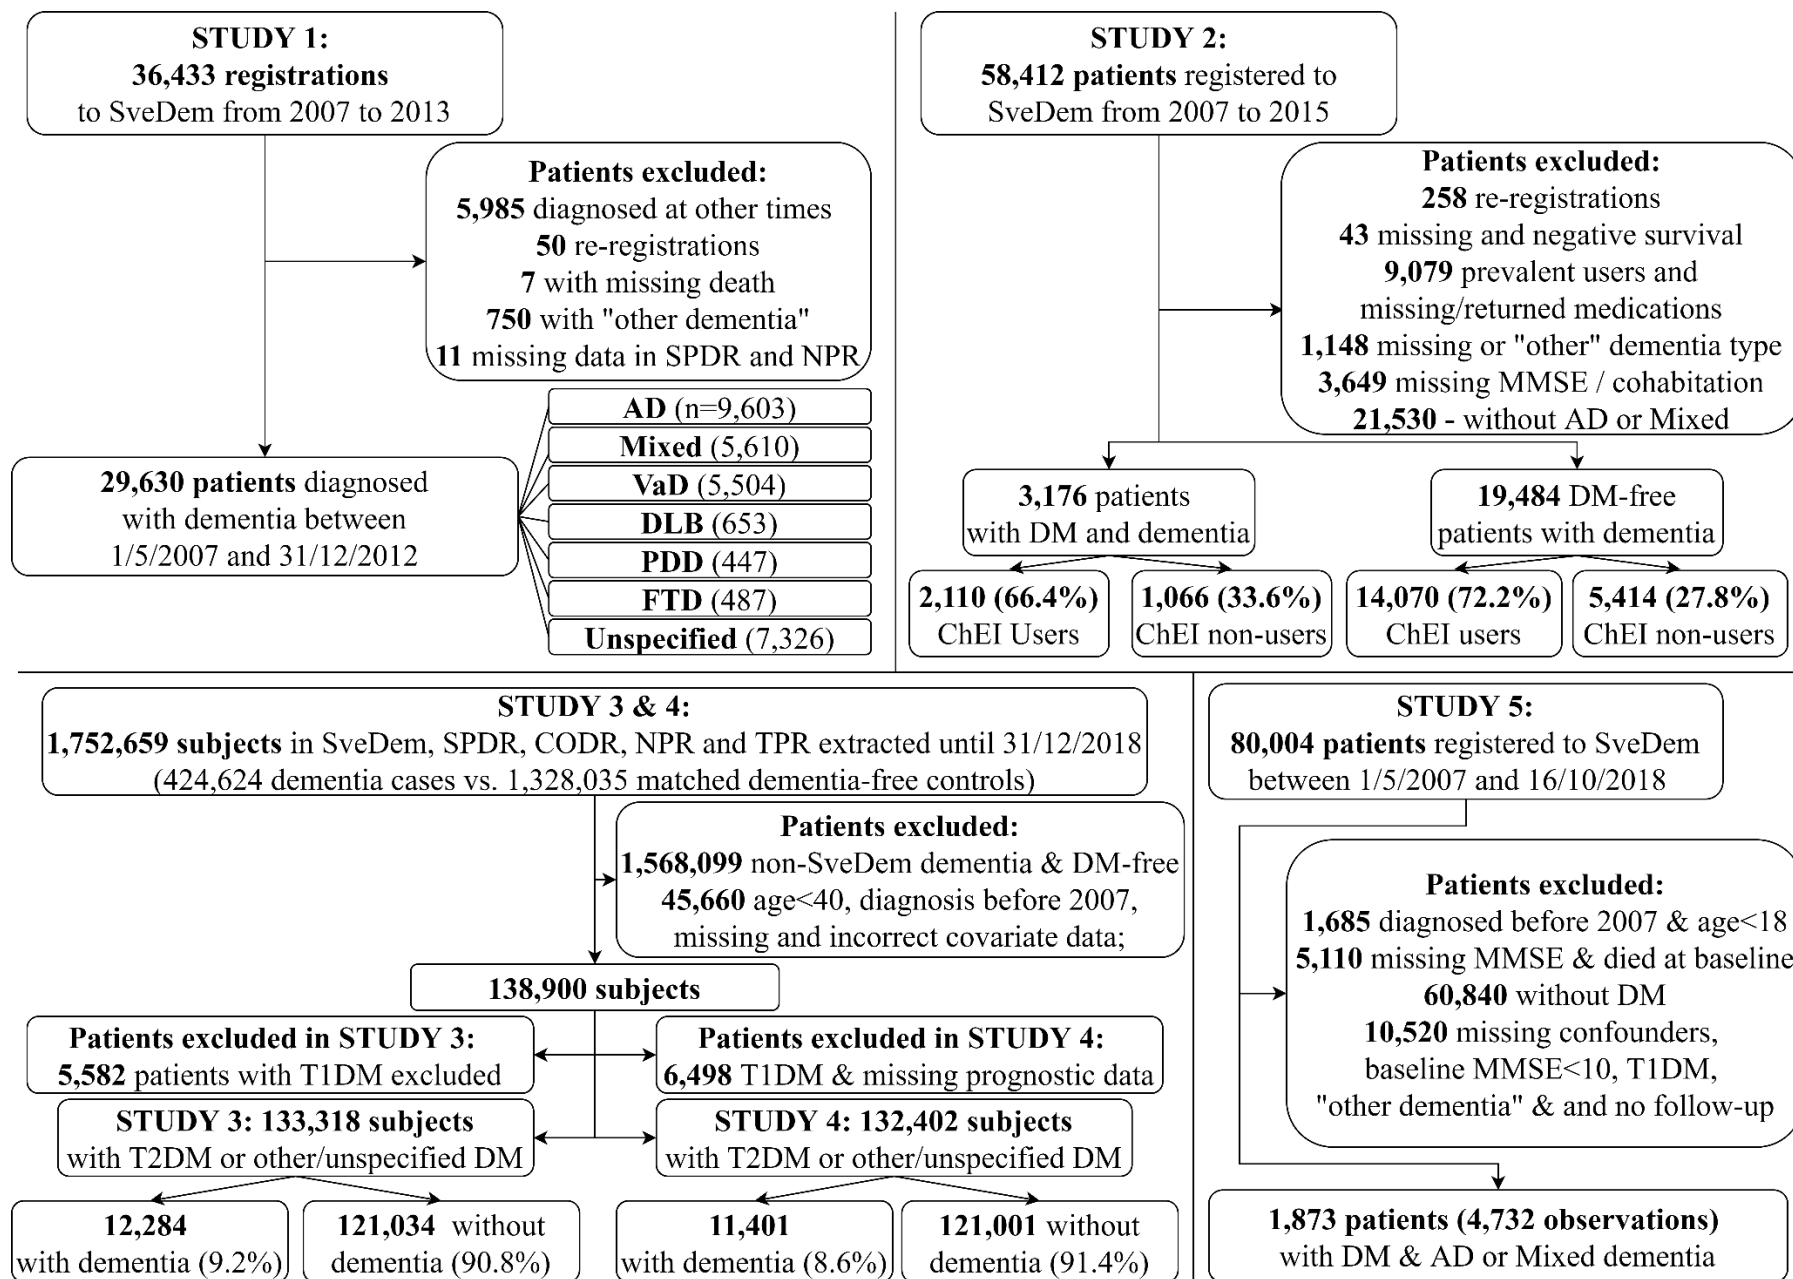 STUDY 1:
36,433 registrations
to SveDem from 2007 to 2013
Patients excluded:
5,985 diagnosed at other times
50 re-registrations
7 with missing death
750 with "other dementia"
11 missing data in SPDR and NPR
29,630 patients diagnosed
with dementia between
1/5/2007 and 31/12/2012
AD (n=9,603)
Mixed (5,610)
VaD (5,504)
DLB (653)
PDD (447)
FTD (487)
Unspecified (7,326)
STUDY 2:
58,412 patients registered to
SveDem from 2007 to 2015
Patients excluded:
258 re-registrations
43 missing and negative survival
9,079 prevalent users and
missing/returned medications
1,148 missing or "other" dementia type
3,649 missing MMSE / cohabitation
21,530 - without AD or Mixed
3,176 patients
with DM and dementia
19,484 DM-free
patients with dementia
2,110 (66.4%)
ChEI Users
1,066 (33.6%)
ChEI non-users
14,070 (72.2%)
ChEI users
5,414 (27.8%)
ChEI non-users
STUDY 3 & 4:
1,752,659 subjects in SveDem, SPDR, CODR, NPR and TPR extracted until 31/12/2018
(424,624 dementia cases vs. 1,328,035 matched dementia-free controls)
Patients excluded:
1,568,099 non-SveDem dementia & DM-free
45,660 age<40, diagnosis before 2007,
missing and incorrect covariate data;
138,900 subjects
Patients excluded in STUDY 3:
5,582 patients with T1DM excluded
Patients excluded in STUDY 4:
6,498 T1DM & missing prognostic data
STUDY 3: 133,318 subjects
with T2DM or other/unspecified DM
STUDY 4: 132,402 subjects
with T2DM or other/unspecified DM
12,284
with dementia (9.2%)
121,034 without
dementia (90.8%)
11,401
with dementia (8.6%)
121,001 without
dementia (91.4%)
STUDY 5:
80,004 patients registered to SveDem
between 1/5/2007 and 16/10/2018
Patients excluded:
1,685 diagnosed before 2007 & age<18
5,110 missing MMSE & died at baseline
60,840 without DM
10,520 missing confounders,
baseline MMSE<10, T1DM,
"other dementia" & and no follow-up
1,873 patients (4,732 observations)
with DM & AD or Mixed dementia